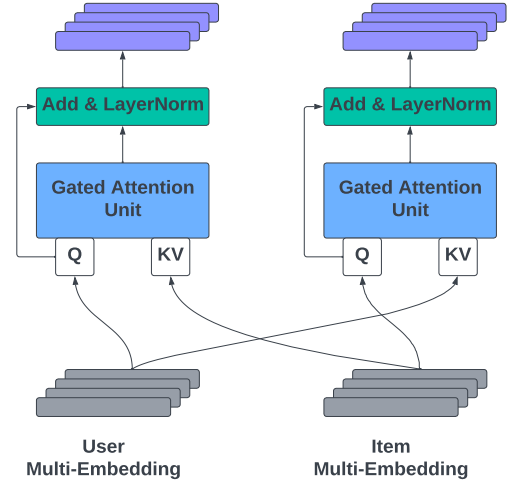 Add & LayerNorm
Add & LayerNorm
Gated Attention
Unit
Gated Attention
Unit
Q
KV
Q
KV
User
Multi-Embedding
Item
Multi-Embedding